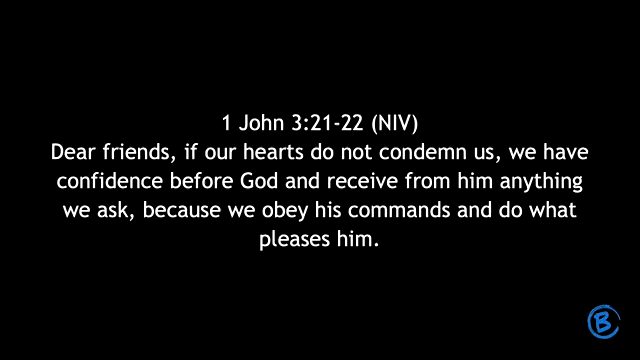 1 John 3:21-22 (NIV)
Dear friends, if our hearts do not condemn us, we have
confidence before God and receive from him anything
we ask, because we obey his commands and do what
pleases him.
B